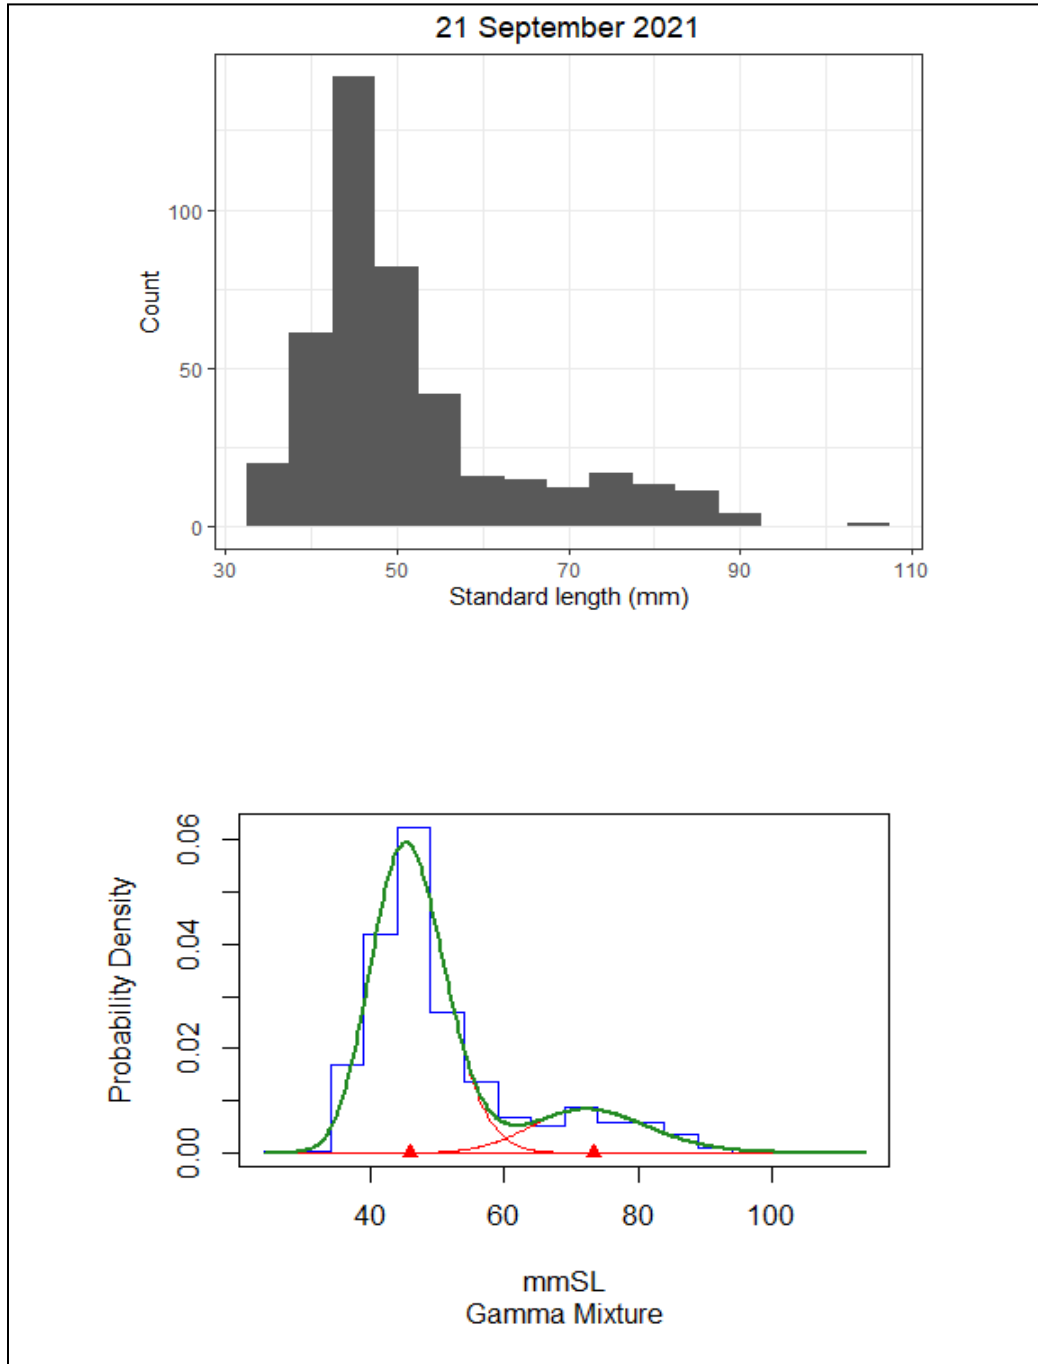 21 September 2021
100
50
0
Count
30 50 70 90 110
Standard length (mm)
0.06
0.04
0.02
0.00
Probability Density
40 60 80 100
mmSL
Gamma Mixture